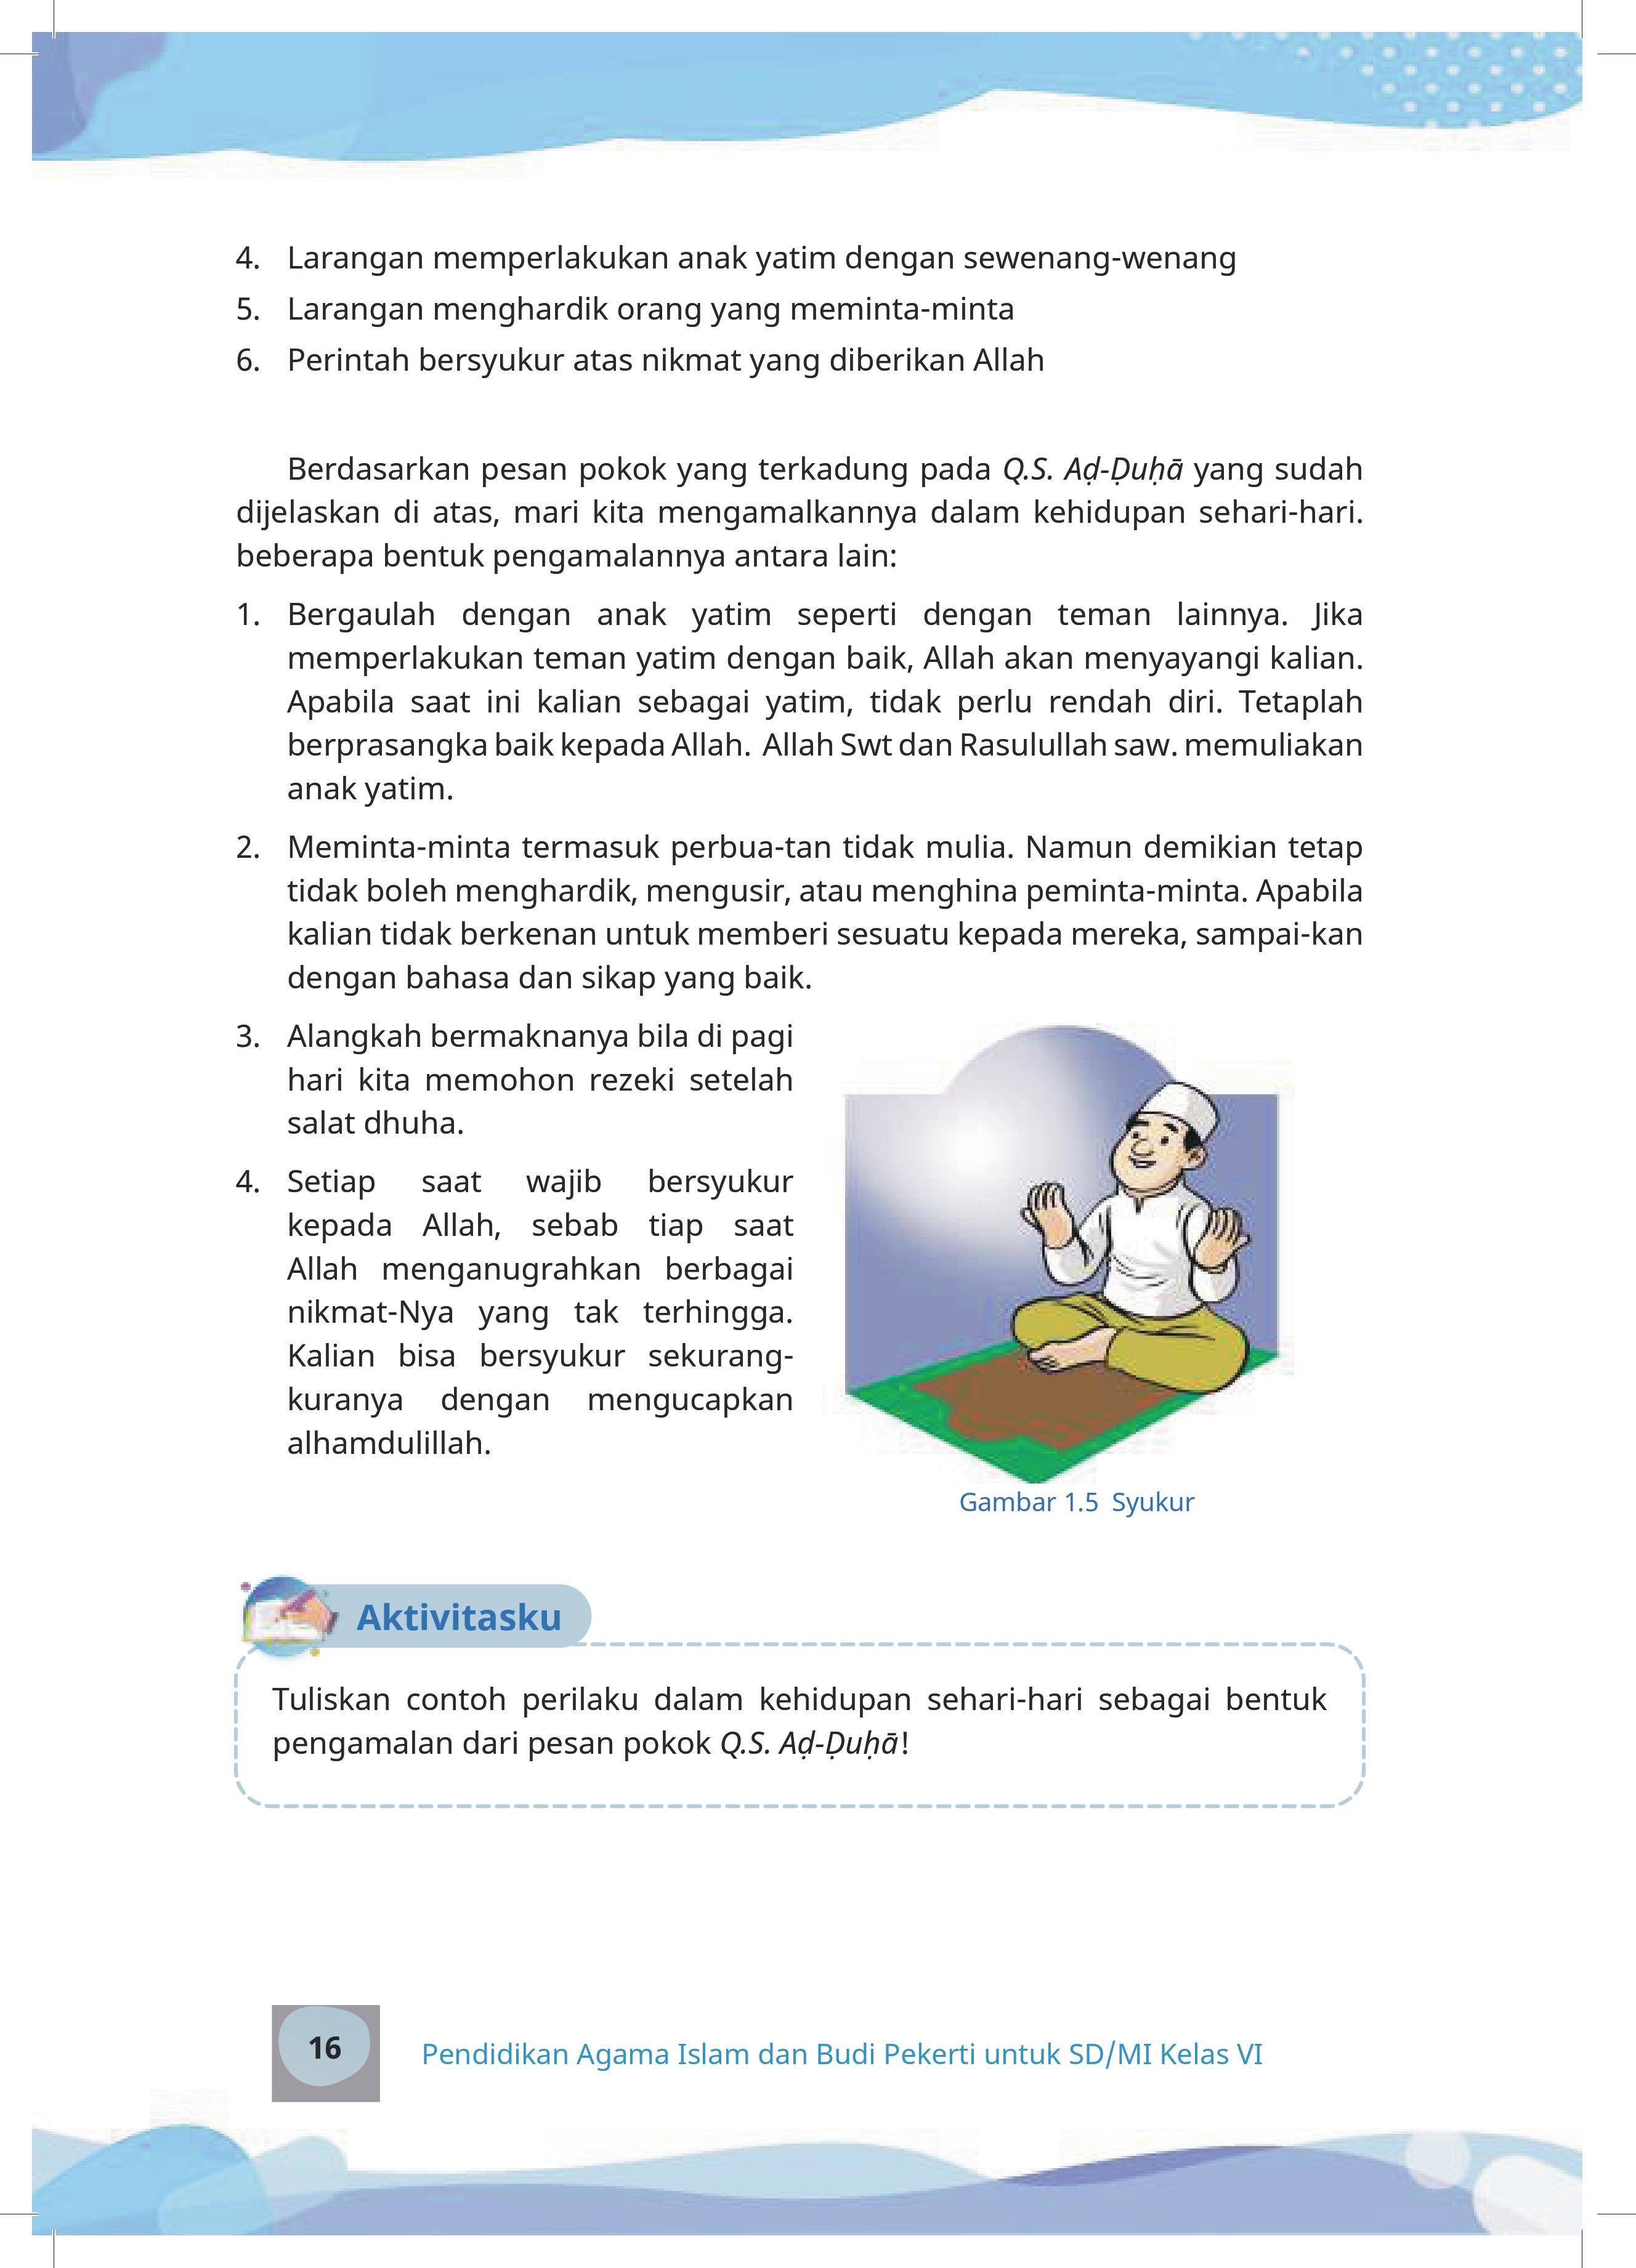 4. Larangan memperlakukan anak yatim dengan sewenang-wenang
5. Larangan menghardik orang yang meminta-minta
6. Perintah bersyukur atas nikmat yang diberikan Allah
Berdasarkan pesan pokok yang terkadung pada Q.S. Aḍ-Ḍuḥā yang sudah
dijelaskan di atas, mari kita mengamalkannya dalam kehidupan sehari-hari.
beberapa bentuk pengamalannya antara lain:
1. Bergaulah dengan anak yatim seperti dengan teman lainnya. Jika
memperlakukan teman yatim dengan baik, Allah akan menyayangi kalian.
Apabila saat ini kalian sebagai yatim, tidak perlu rendah diri. Tetaplah
berprasangka baik kepada Allah. Allah Swt dan Rasulullah saw. memuliakan
anak yatim.
2. Meminta-minta termasuk perbua-tan tidak mulia. Namun demikian tetap
tidak boleh menghardik, mengusir, atau menghina peminta-minta. Apabila
kalian tidak berkenan untuk memberi sesuatu kepada mereka, sampai-kan
dengan bahasa dan sikap yang baik.
3. Alangkah bermaknanya bila di pagi
hari kita memohon rezeki setelah
salat dhuha.
4. Setiap saat wajib bersyukur
kepada Allah, sebab tiap saat
Allah menganugrahkan berbagai
nikmat-Nya yang tak terhingga.
Kalian bisa bersyukur sekurang-
kuranya dengan mengucapkan
alhamdulillah.
Gambar 1.5 Syukur
Aktivitasku
Tuliskan contoh perilaku dalam kehidupan sehari-hari sebagai bentuk
pengamalan dari pesan pokok Q.S. Aḍ-Ḍuḥā!
16
Pendidikan Agama Islam dan Budi Pekerti untuk SD/MI Kelas VI